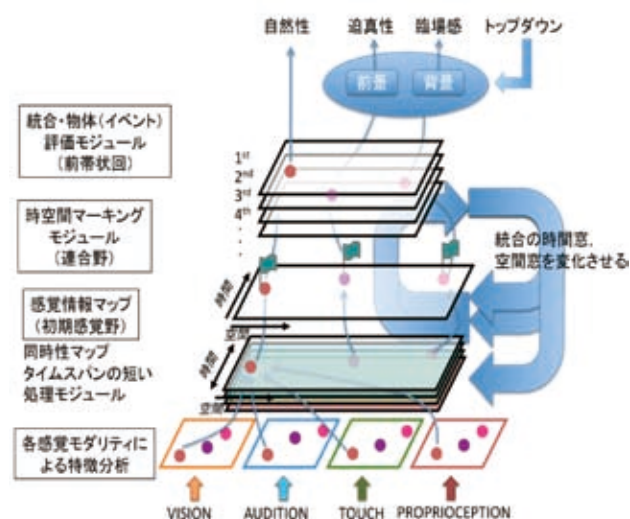 自然性 迫真性 臨場感 トップダウン
前景 背景
統合・物体(イベント)
評価モジュール
(前帯状回)
1st
2nd
3rd
4th
時空間マーキング
モジュール
(連合野)
統合の時間窓,
空間窓を変化させる。
時間
空間
感覚情報マップ
(初期感覚野)
同時性マップ
タイムスパンの短い
処理モジュール
時間
空間
各感覚モダリティに
よる特徴分析
VISION AUDITION TOUCH PROPRIOCEPTION